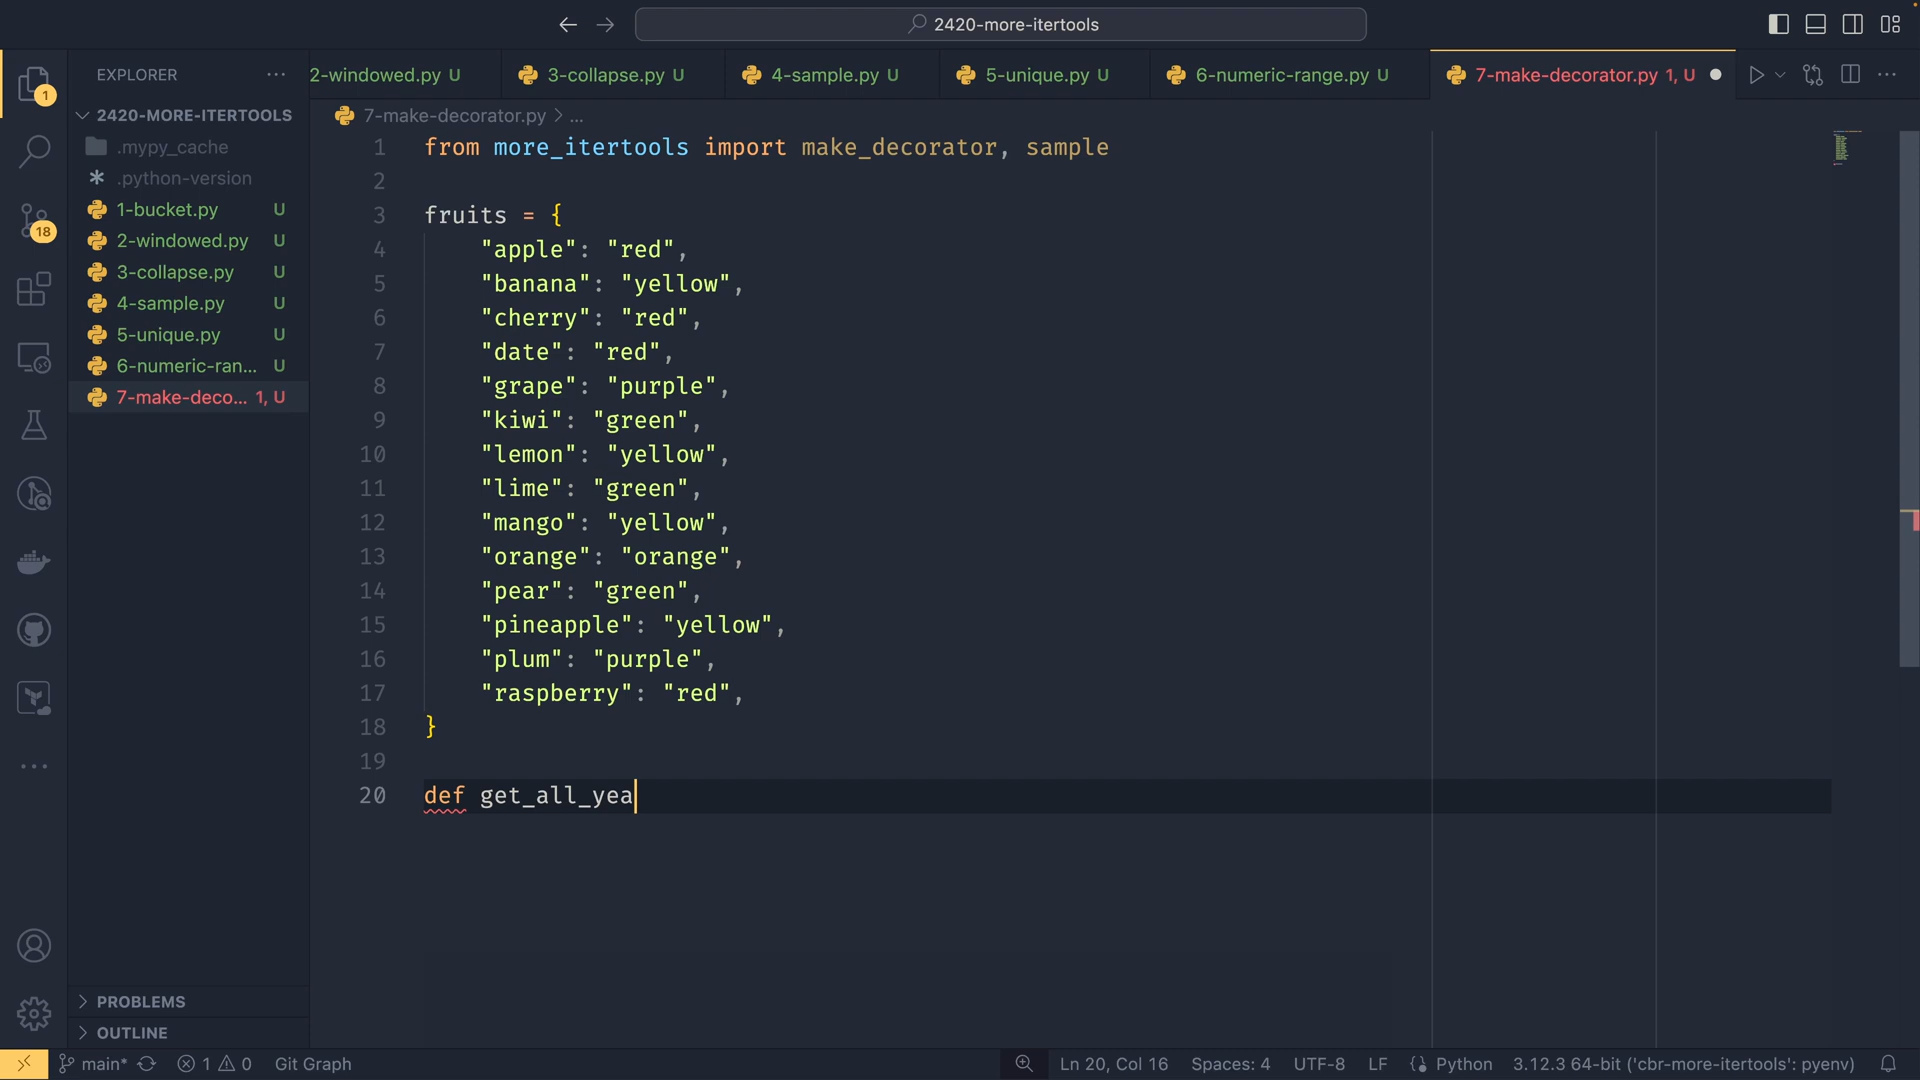 2420-more-itertools
EXPLORER
2-windowed.py U
3-collapse.py U
4-sample.py U
5-unique.py U
6-numeric-range.py U
7-make-decorator.py 1, U
1
2420-MORE-ITERTOOLS
7-make-decorator.py > ...
.mypy_cache
.python-version
1-bucket.py U
2-windowed.py U
18
3-collapse.py U
4-sample.py U
5-unique.py U
6-numeric-ran... U
7-make-deco... 1, U
1 from more_itertools import make_decorator, sample
2
3 fruits = {
4 "apple": "red",
5 "banana": "yellow",
6 "cherry": "red",
7 "date": "red",
8 "grape": "purple",
9 "kiwi": "green",
10 "lemon": "yellow",
11 "lime": "green",
12 "mango": "yellow",
13 "orange": "orange",
14 "pear": "green",
15 "pineapple": "yellow",
16 "plum": "purple",
17 "raspberry": "red",
18 }
19
20 def get_all_yea
PROBLEMS
OUTLINE
main* 1 0 Git Graph Ln 20, Col 16 Spaces: 4 UTF-8 LF Python 3.12.3 64-bit ('cbr-more-itertools': pyenv)